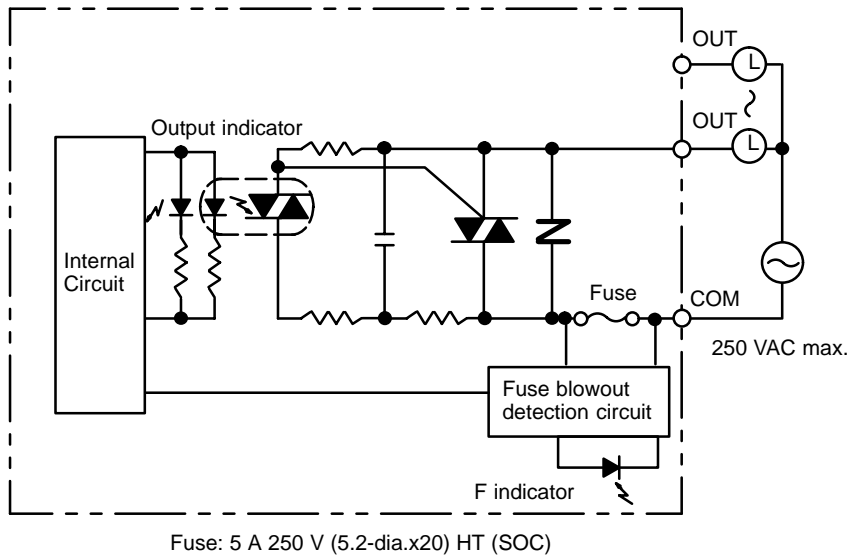 OUT
L
OUT
L
Output indicator
Internal
Circuit
Fuse
COM
250 VAC max.
Fuse blowout
detection circuit
F indicator
Fuse: 5 A 250 V (5.2-dia.x20) HT (SOC)